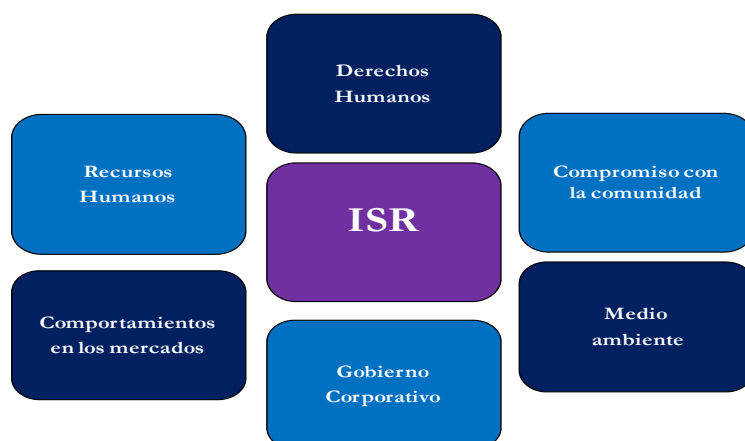 Derechos
Humanos
Recursos
Humanos
ISR
Compromiso con
la comunidad
Comportamientos
en los mercados
Gobierno
Corporativo
Medio
ambiente